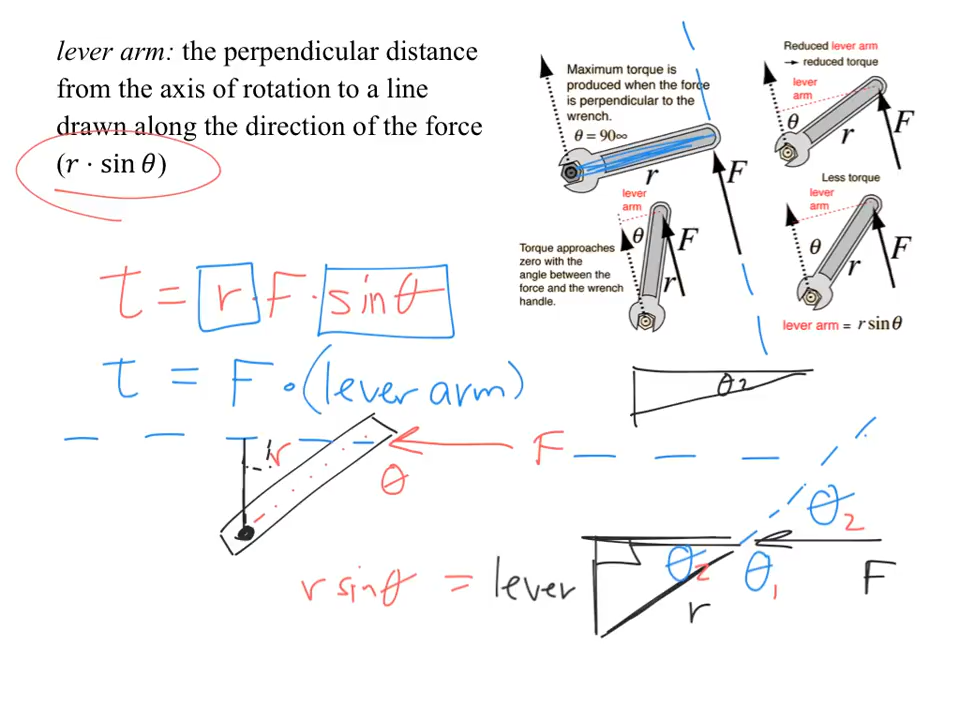 lever arm: the perpendicular distance
from the axis of rotation to a line
drawn along the direction of the force
(r · sin θ)
Maximum torque is
produced when the force
is perpendicular to the
wrench.
θ = 90∞
r
F
Reduced lever arm
→ reduced torque
lever
arm
θ
r
F
lever
arm
θ
F
r
Torque approaches
zero with the
angle between the
force and the wrench
handle.
Less torque
lever
arm
θ
r
F
lever arm = r sin θ
τ = r · F · sin θ
τ = F · (lever arm)
r
F
θ
θ2
θ2
θ2
θ1
F
r
r sin θ = lever